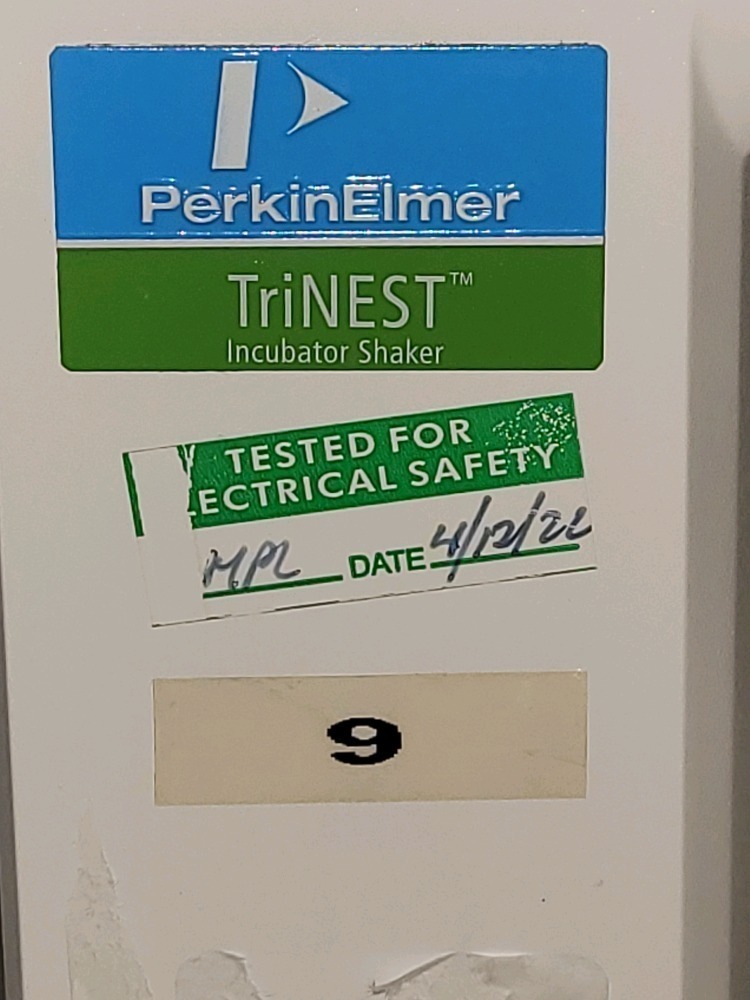 PerkinElmer
TriNEST™
Incubator Shaker
TESTED FOR
ECTRICAL SAFETY
MPL DATE 4/12/22
9